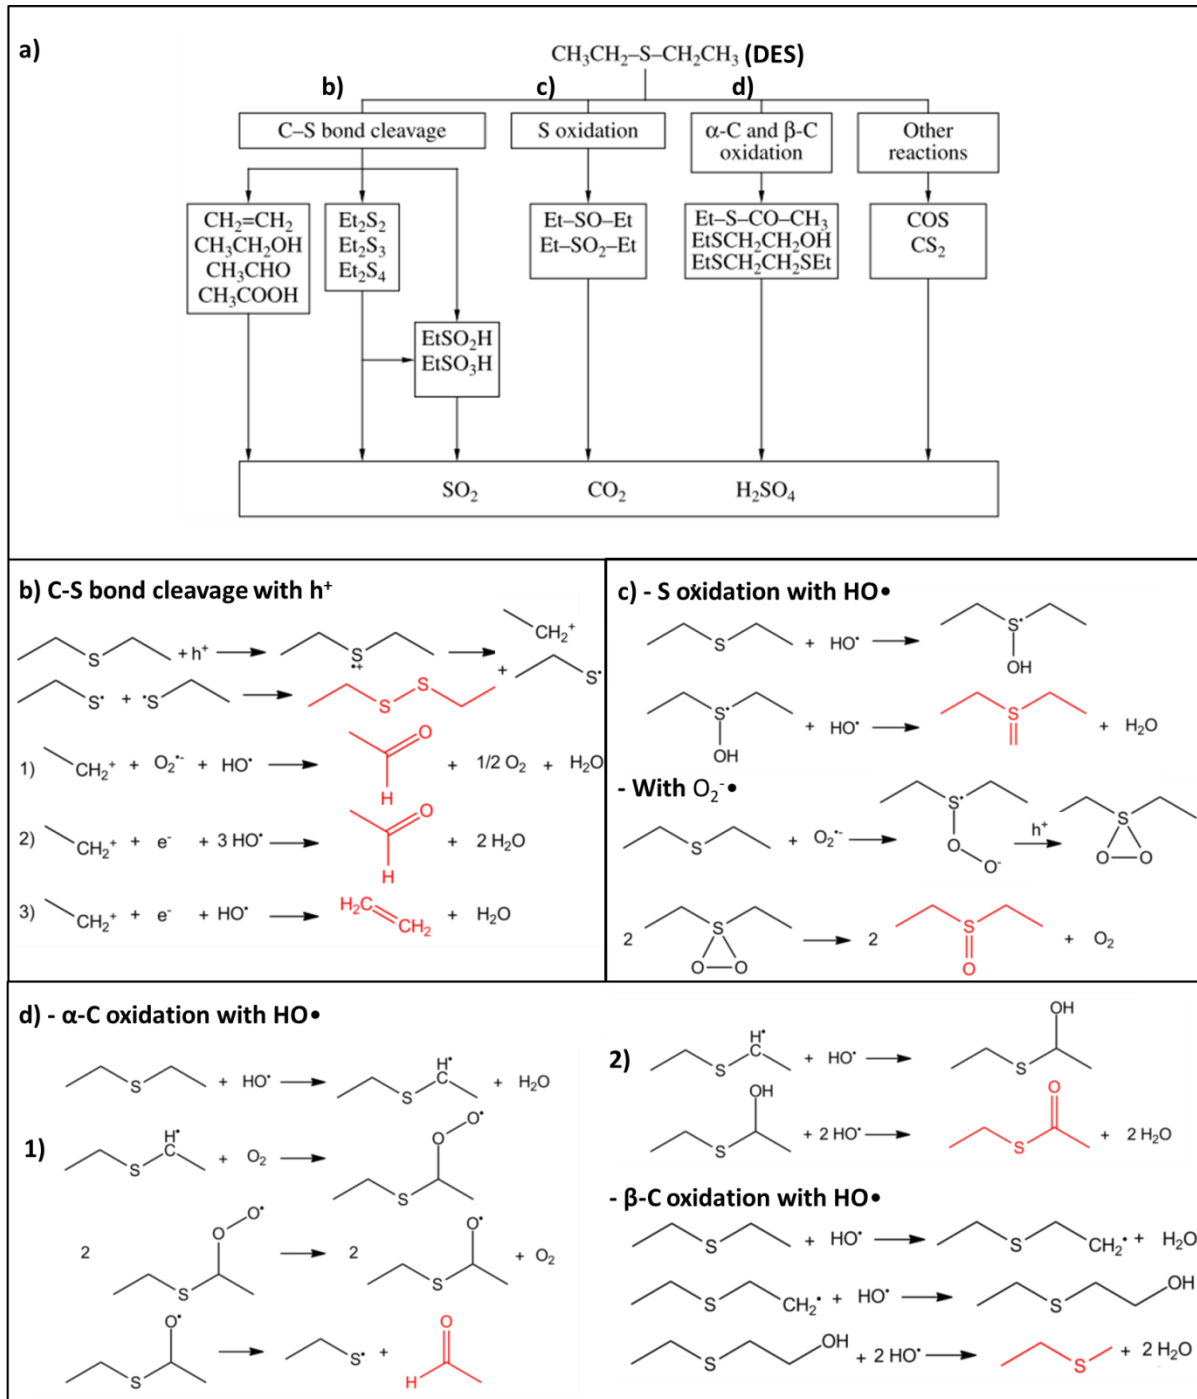 a)
CH₃CH₂–S–CH₂CH₃ (DES)
b)
c)
d)
C–S bond cleavage
S oxidation
α-C and β-C
oxidation
Other
reactions
CH₂=CH₂
CH₃CH₂OH
CH₃CHO
CH₃COOH
Et₂S₂
Et₂S₃
Et₂S₄
EtSO₂H
EtSO₃H
Et–SO–Et
Et–SO₂–Et
Et–S–CO–CH₃
EtSCH₂CH₂OH
EtSCH₂CH₂SEt
COS
CS₂
SO₂ CO₂ H₂SO₄
b) C-S bond cleavage with h⁺
S + h⁺ S •+ CH₂⁺ + S•
S• + •S S S
1) CH₂⁺ + O₂•⁻ + HO• O H + 1/2 O₂ + H₂O
2) CH₂⁺ + e⁻ + 3 HO• O H + 2 H₂O
3) CH₂⁺ + e⁻ + HO• H₂C CH₂ + H₂O
c) - S oxidation with HO•
S + HO• S• OH
S• OH + HO• S + H₂O
- With O₂⁻•
S + O₂•⁻ S• O O⁻ h⁺ S O O
2 S O O 2 S O + O₂
d) - α-C oxidation with HO•
S + HO• S H• C + H₂O
1) S H• C + O₂ S O O•
2 S O O• 2 S O• + O₂
S O• S• + O H
2) S H• C + HO• S OH
S OH + 2 HO• S O + 2 H₂O
- β-C oxidation with HO•
S + HO• S CH₂• + H₂O
S CH₂• + HO• S OH
S OH + 2 HO• S + 2 H₂O